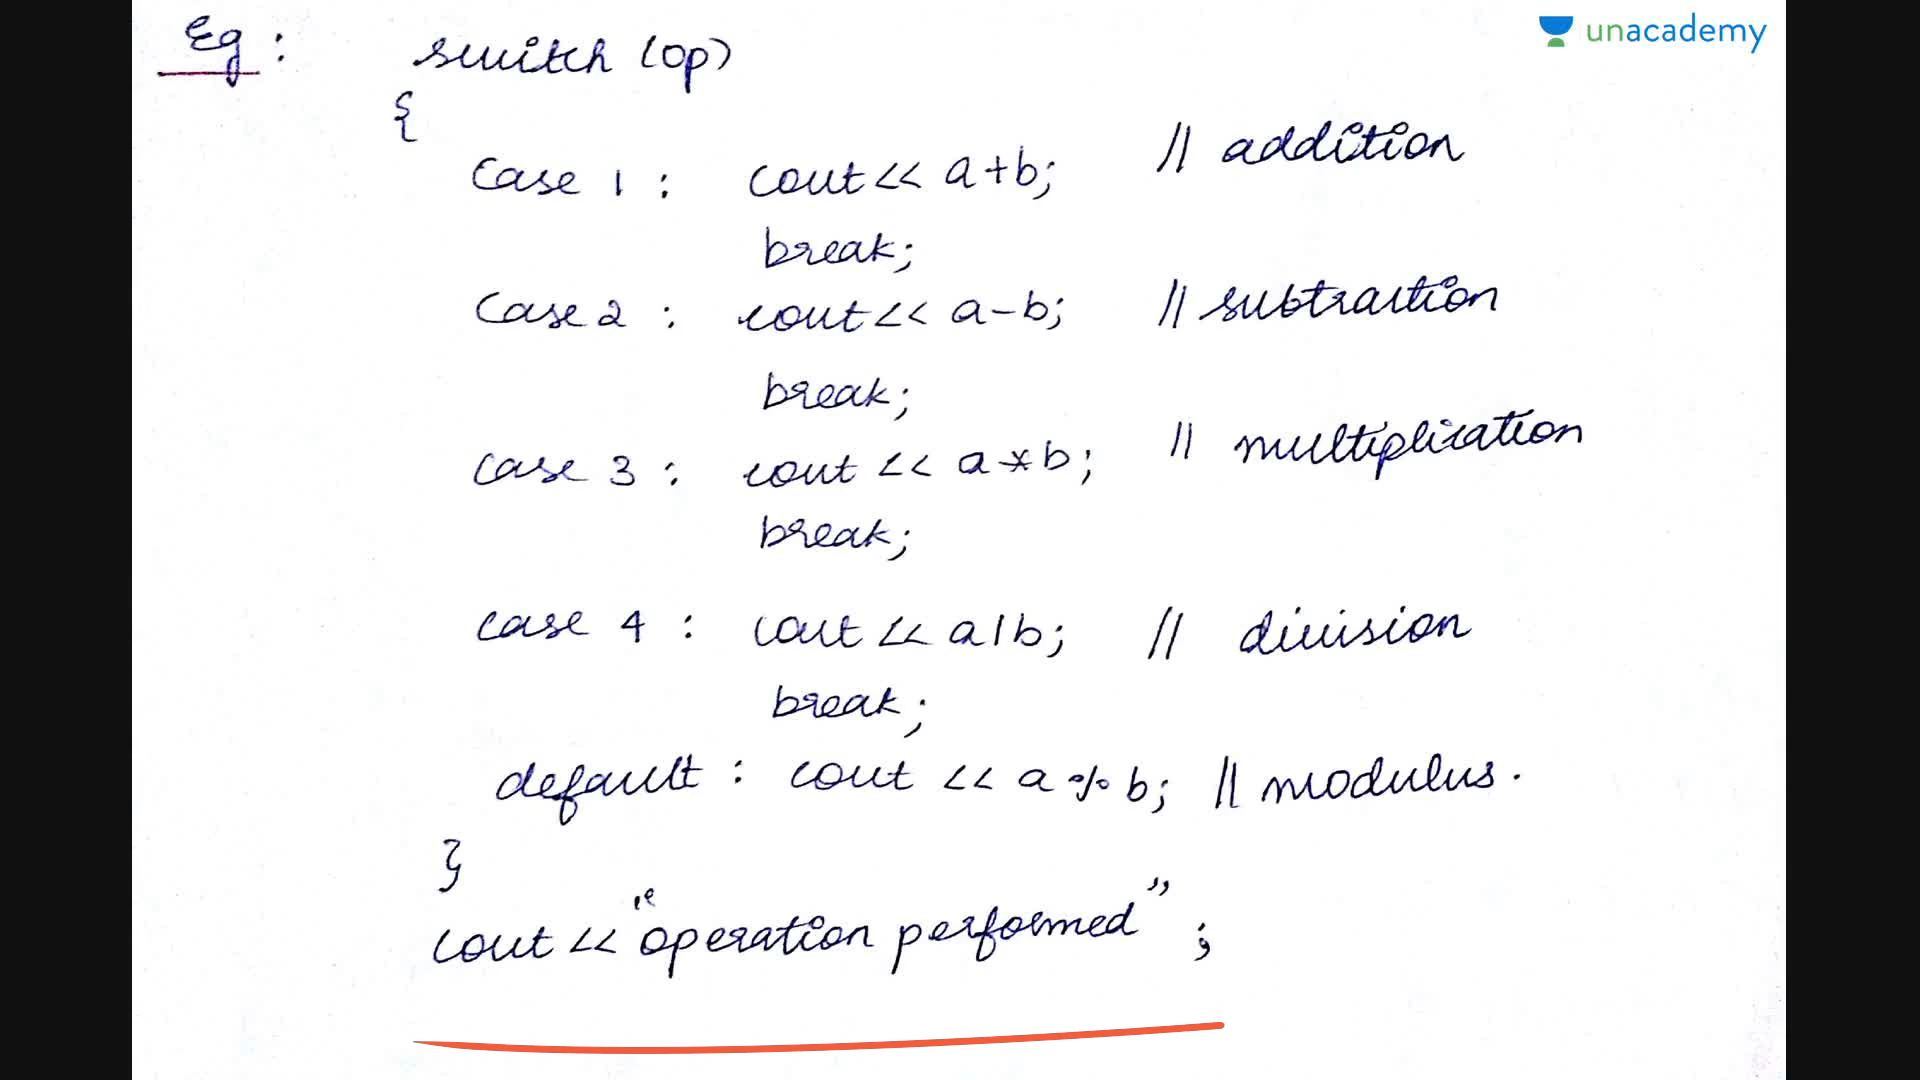 Eg : switch (op)
unacademy
{
case 1 : cout << a+b; // addition
break;
case 2 : cout << a-b; // subtraction
break;
case 3 : cout << a*b; // multiplication
break;
case 4 : cout << a/b; // division
break;
default : cout << a % b; // modulus.
}
cout << "operation performed" ;